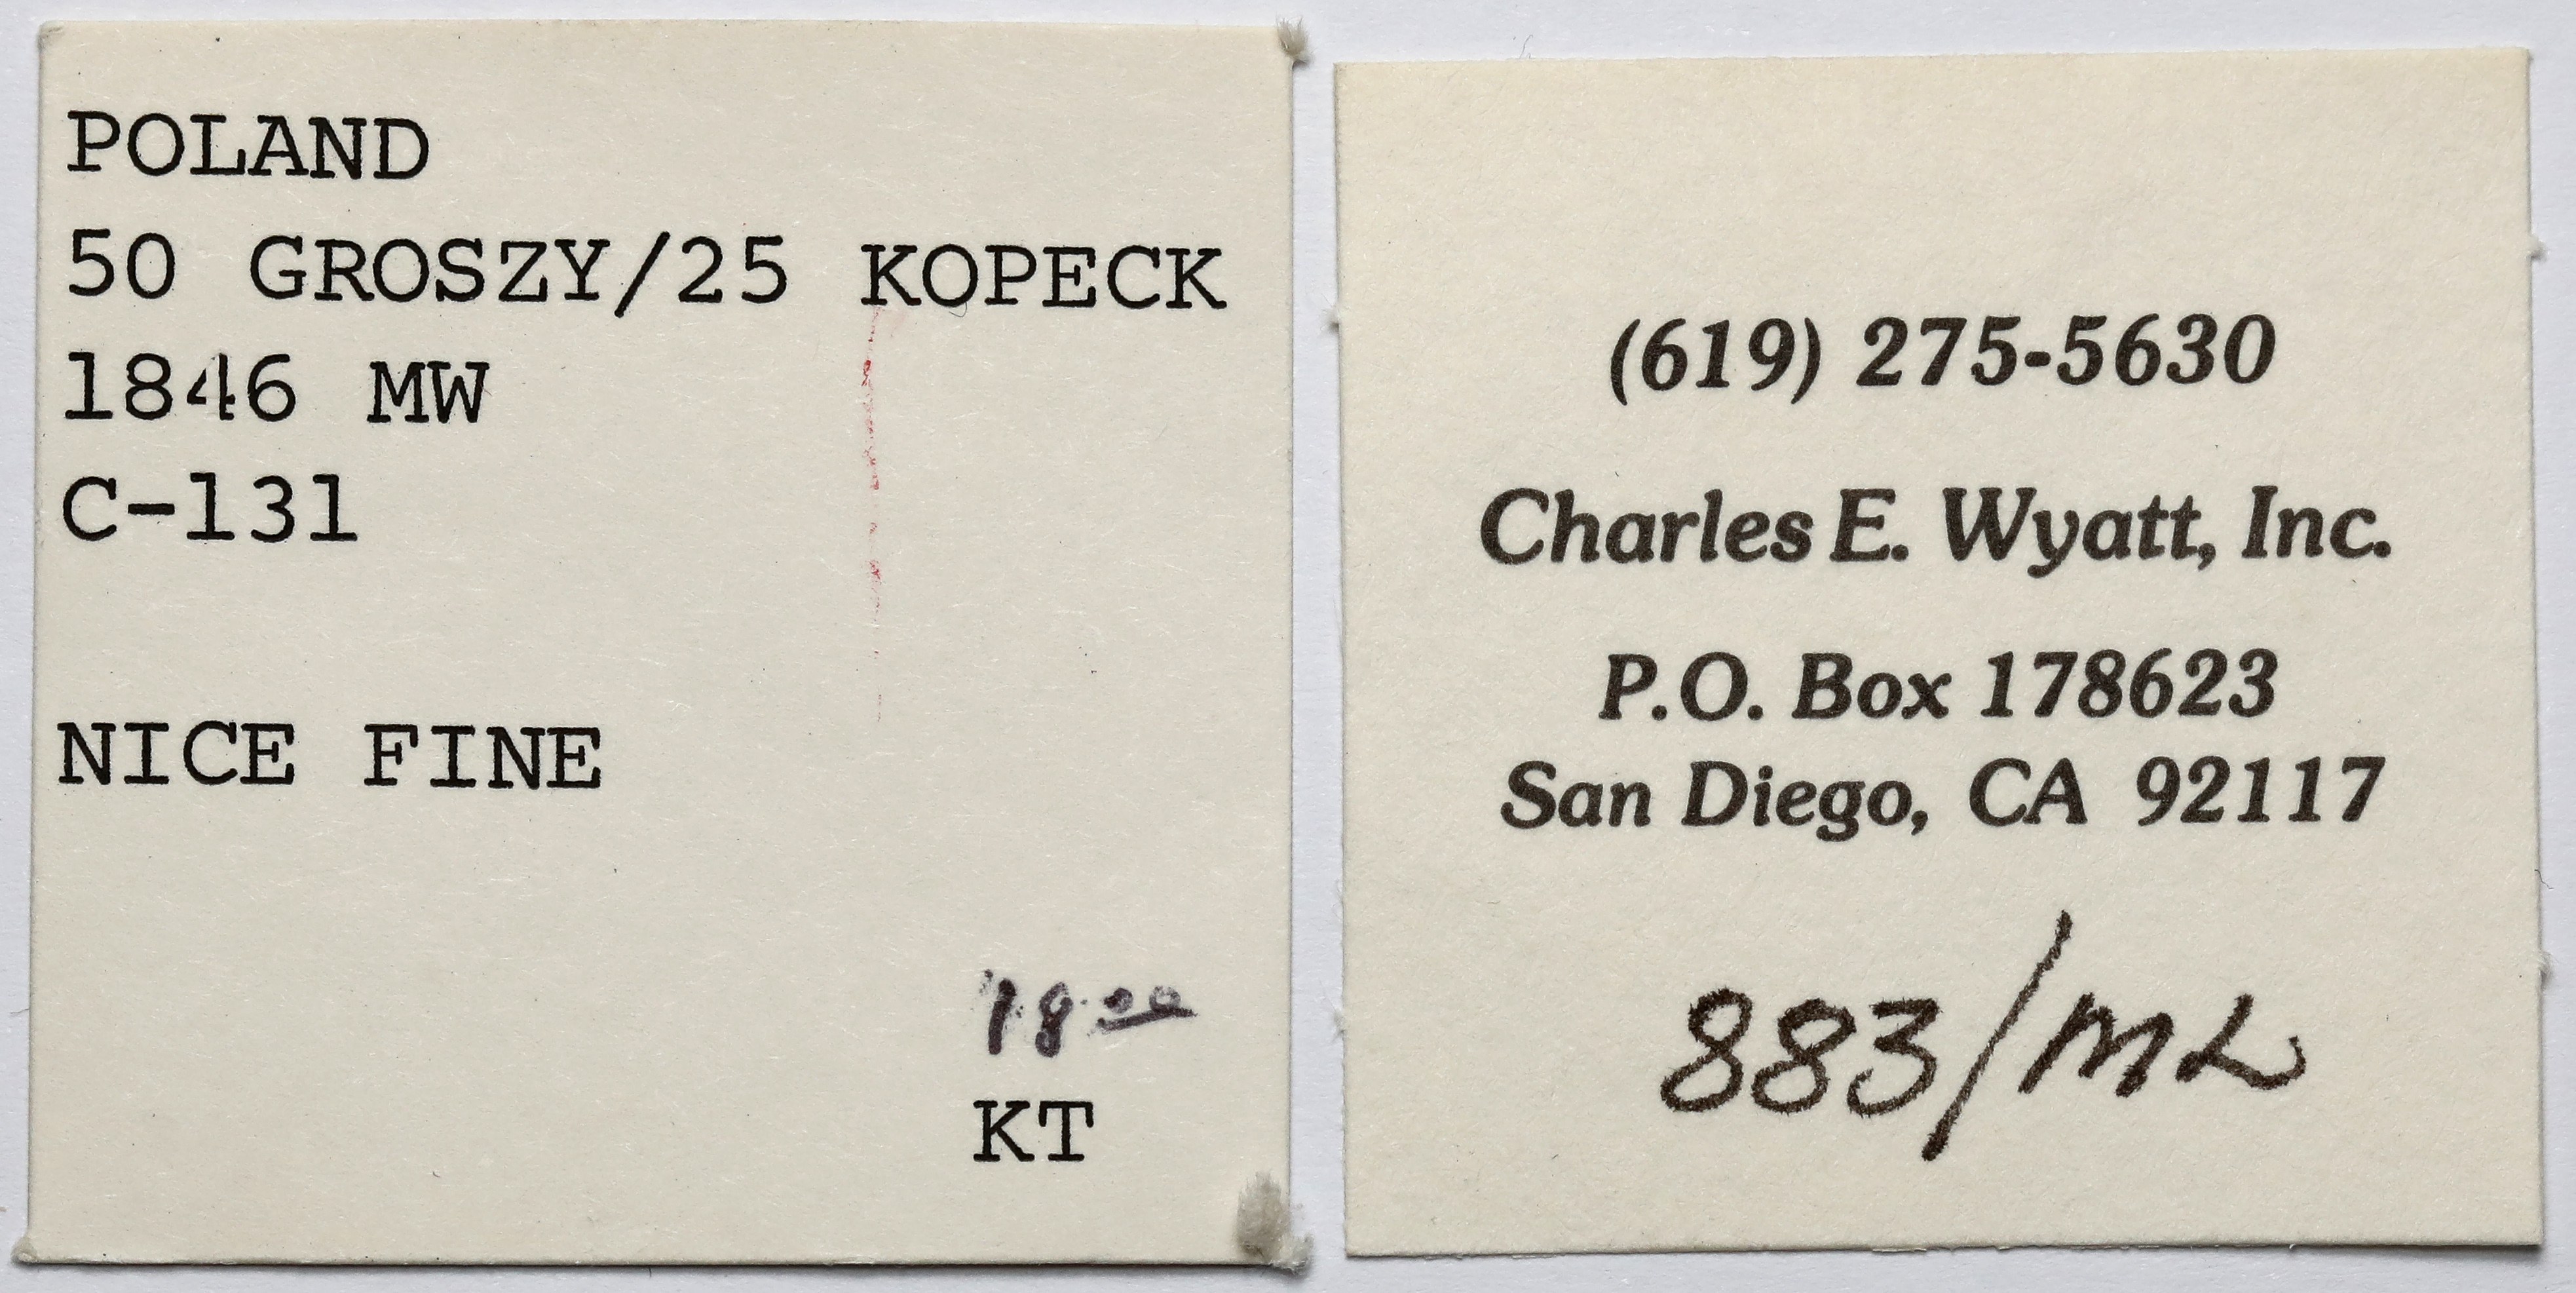 POLAND
50 GROSZY/25 KOPECK
1846 MW
C-131
NICE FINE
18.00
KT
(619) 275-5630
Charles E. Wyatt, Inc.
P.O. Box 178623
San Diego, CA 92117
883/ML